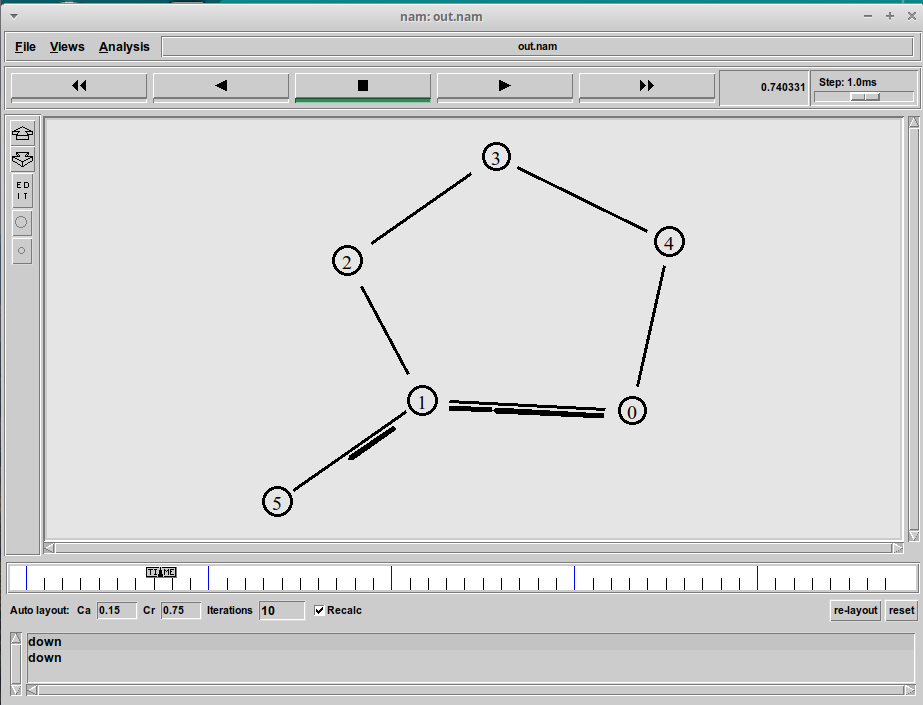 nam: out.nam
File Views Analysis out.nam
0.740331 Step: 1.0ms
ED
IT
3
4
2
1
0
5
TIME
Auto layout: Ca 0.15 Cr 0.75 Iterations 10 Recalc re-layout reset
down
down